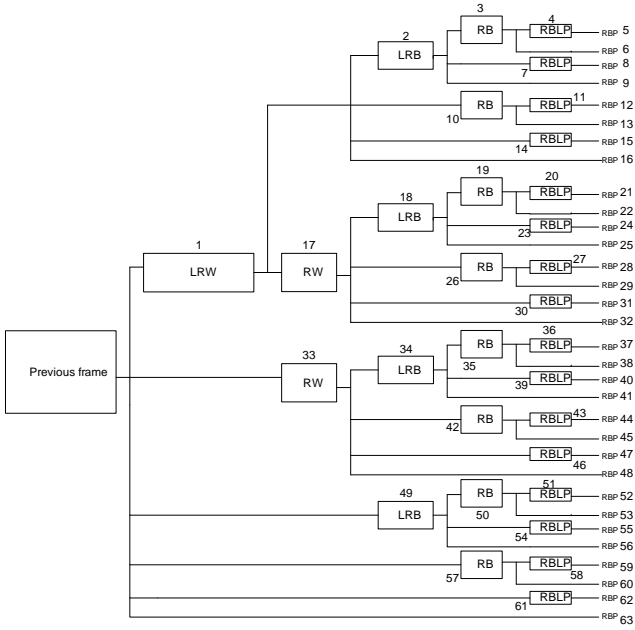 3
4
RB
RBLP
RBP 5
2
RBP 6
LRB
RBLP
RBP 8
7
RBP 9
RB
RBLP
11
RBP 12
10
RBP 13
RBLP
RBP 15
14
RBP 16
19
20
RB
RBLP
RBP 21
18
RBP 22
LRB
RBLP
RBP 24
23
RBP 25
1
17
LRW
RW
RB
RBLP
27
RBP 28
26
RBP 29
RBLP
RBP 31
30
RBP 32
36
RB
RBLP
RBP 37
33
34
35
RBP 38
Previous frame
RW
LRB
RBLP
RBP 40
39
RBP 41
RB
RBLP
43
RBP 44
42
RBP 45
RBLP
RBP 47
46
RBP 48
51
RB
RBLP
RBP 52
49
50
RBP 53
LRB
RBLP
RBP 55
54
RBP 56
RB
RBLP
RBP 59
57
58
RBP 60
RBLP
RBP 62
61
RBP 63